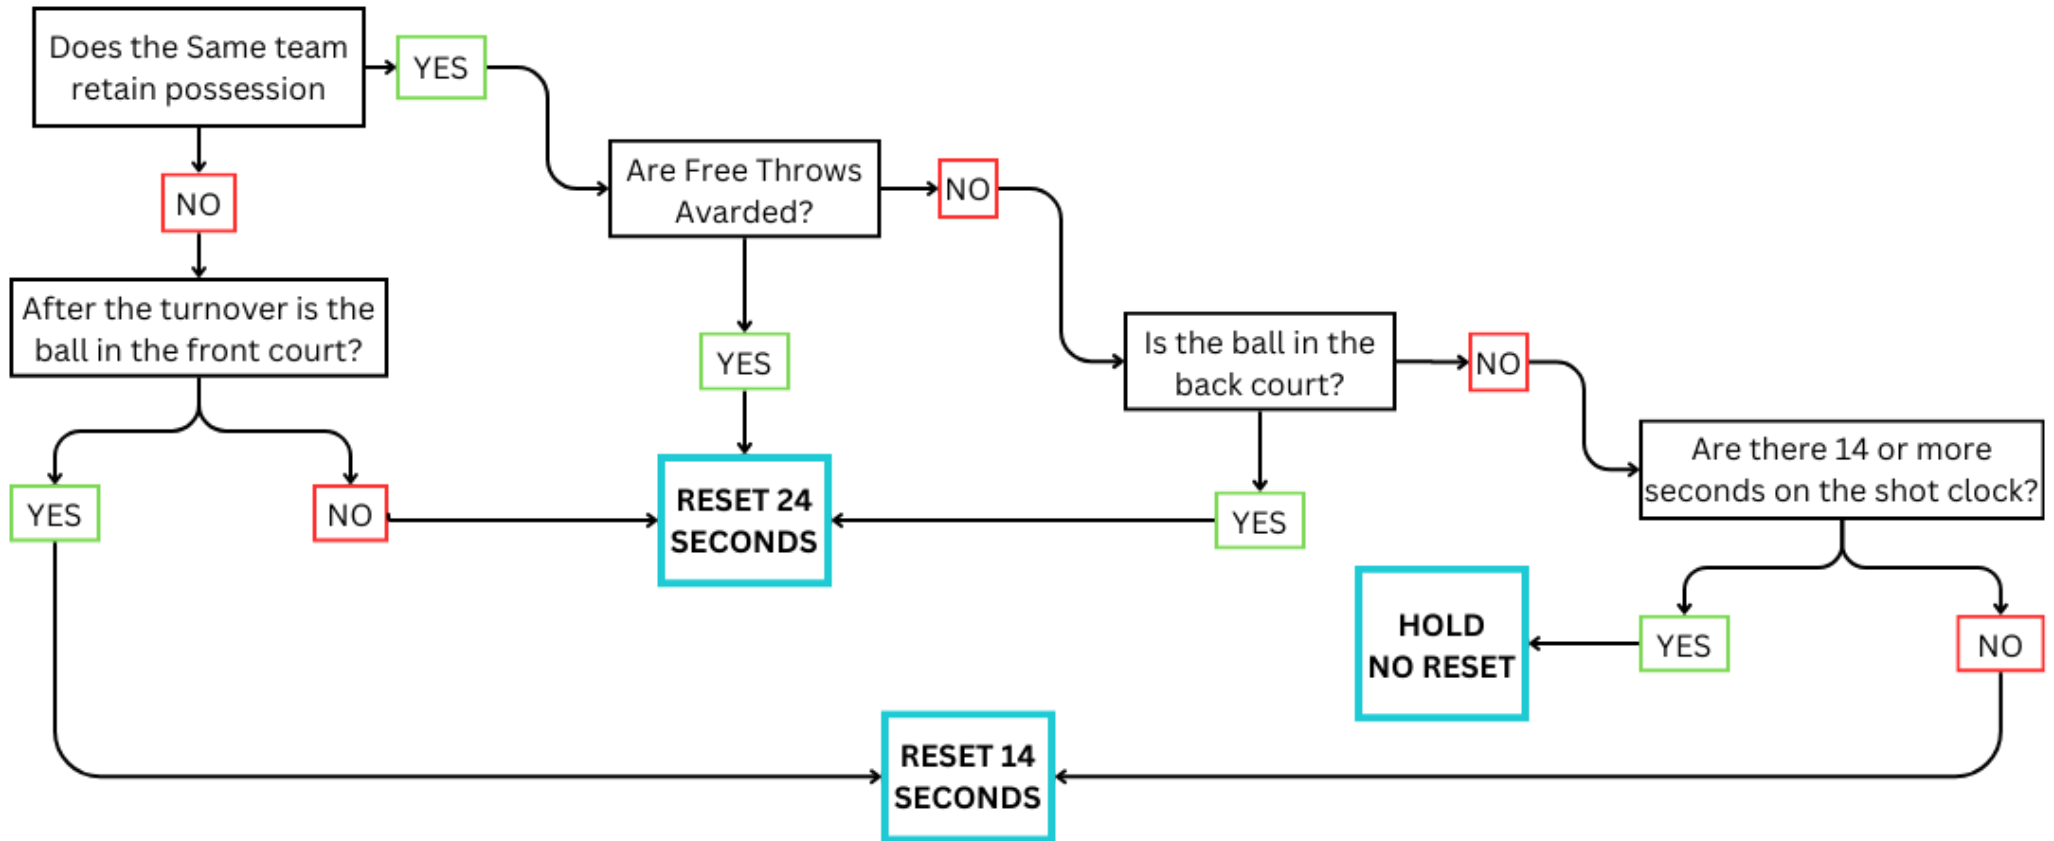 Does the Same team
retain possession
YES
NO
Are Free Throws
Avarded?
NO
YES
After the turnover is the
ball in the front court?
YES
NO
Is the ball in the
back court?
NO
YES
Are there 14 or more
seconds on the shot clock?
YES
NO
RESET 24
SECONDS
HOLD
NO RESET
RESET 14
SECONDS